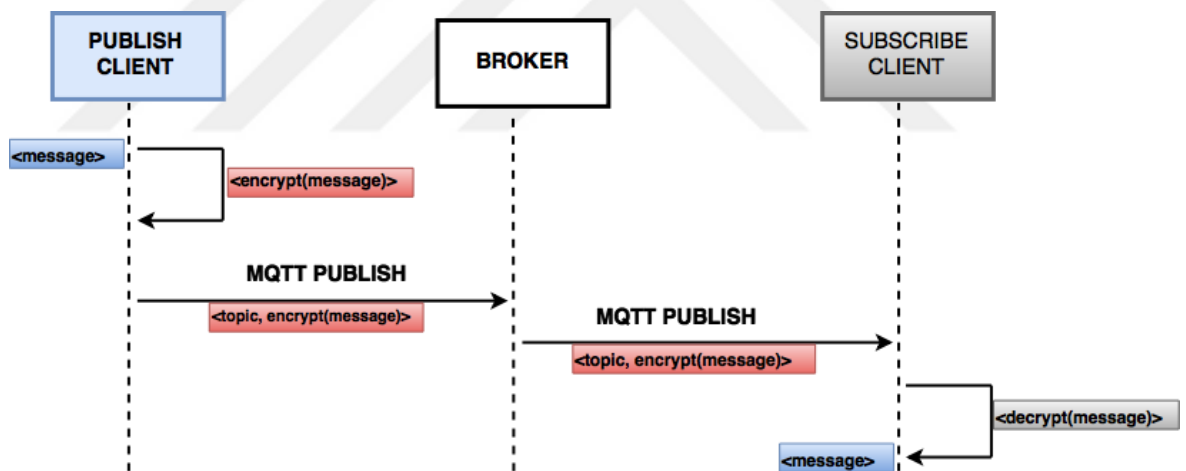 PUBLISH
CLIENT
BROKER
SUBSCRIBE
CLIENT
<message>
<encrypt(message)>
MQTT PUBLISH
<topic, encrypt(message)>
MQTT PUBLISH
<topic, encrypt(message)>
<decrypt(message)>
<message>